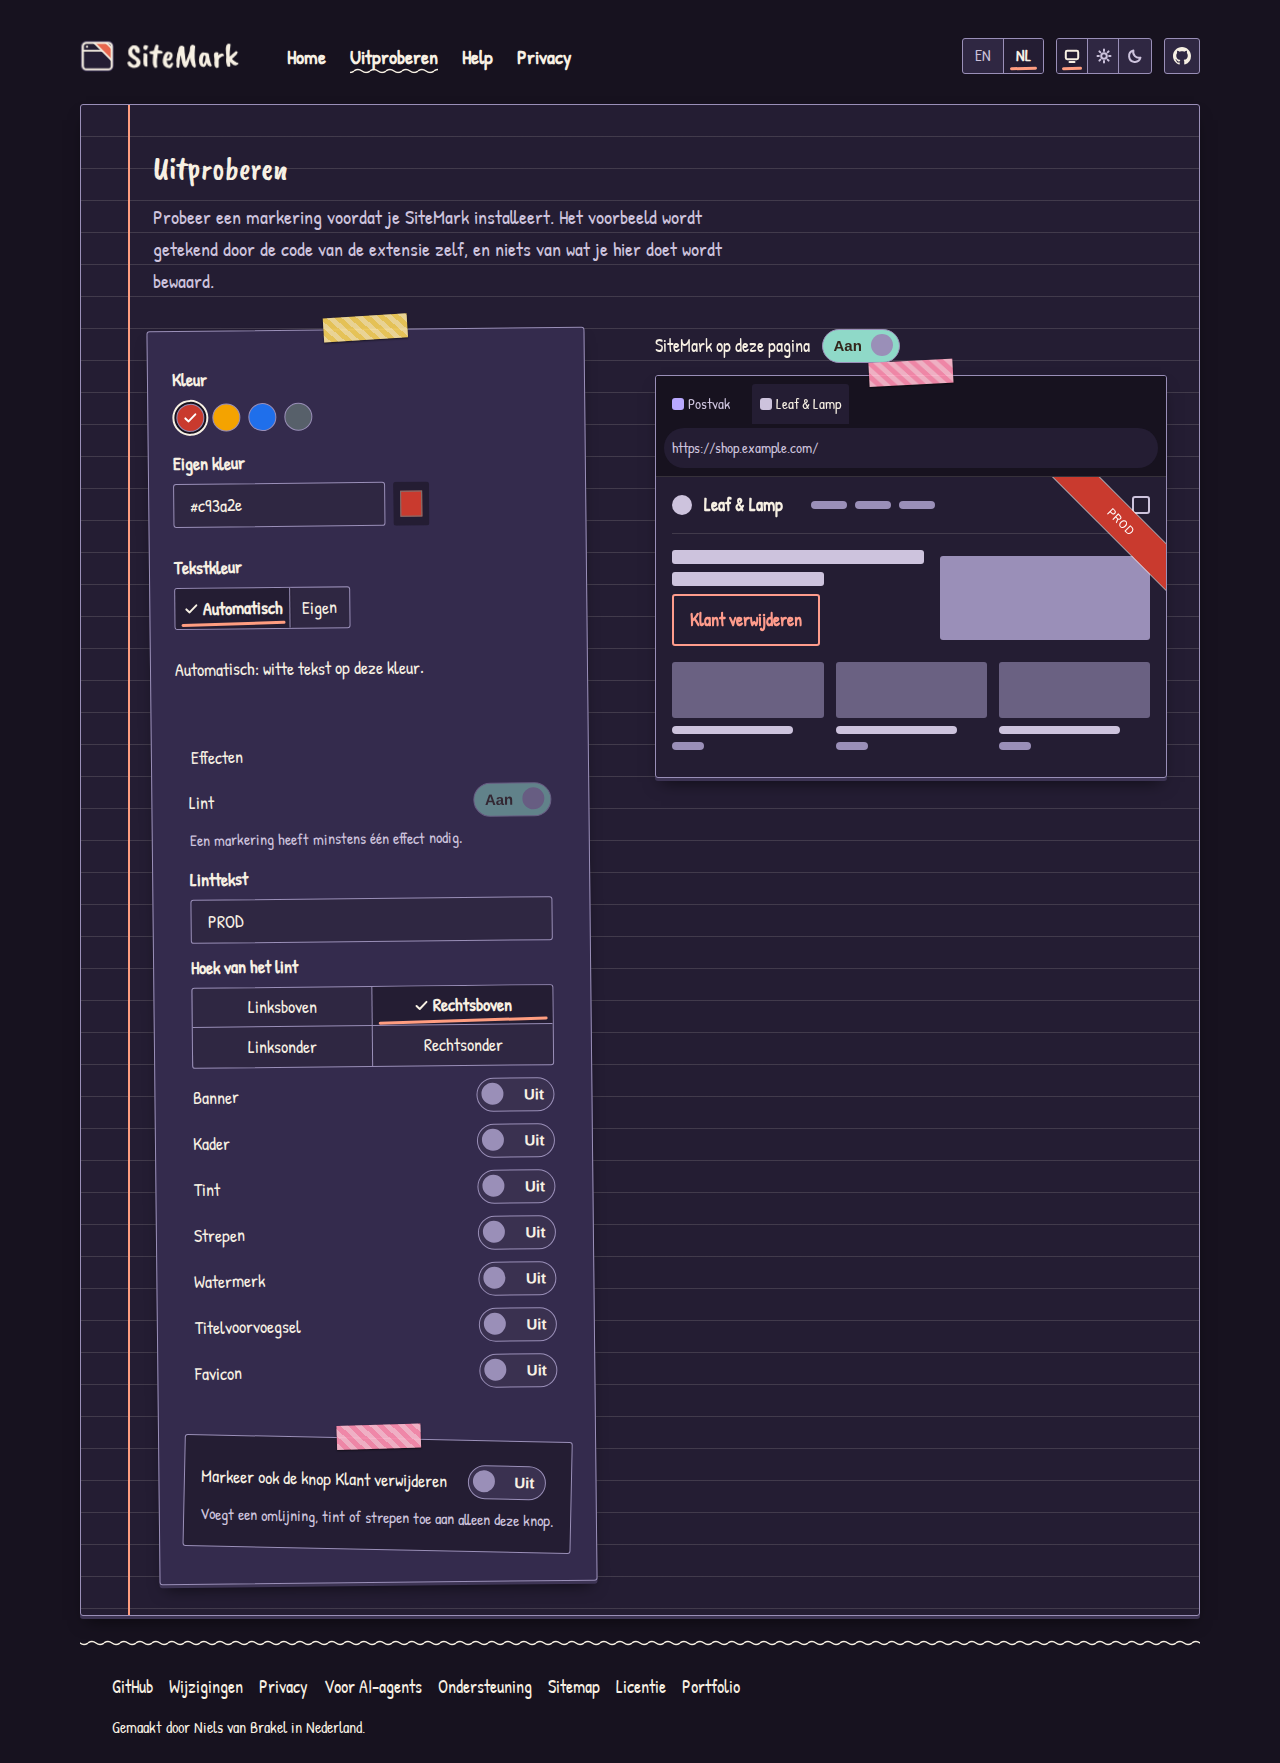 SiteMark
Home Uitproberen Help Privacy
EN NL
Uitproberen
Probeer een markering voordat je SiteMark installeert. Het voorbeeld wordt
getekend door de code van de extensie zelf, en niets van wat je hier doet wordt
bewaard.
Kleur
Eigen kleur
#c93a2e
Tekstkleur
Automatisch Eigen
Automatisch: witte tekst op deze kleur.
Effecten
Lint Aan
Een markering heeft minstens één effect nodig.
Linttekst
PROD
Hoek van het lint
Linksboven Rechtsboven
Linksonder Rechtsonder
Banner Uit
Kader Uit
Tint Uit
Strepen Uit
Watermerk Uit
Titelvoorvoegsel Uit
Favicon Uit
Markeer ook de knop Klant verwijderen Uit
Voegt een omlijning, tint of strepen toe aan alleen deze knop.
SiteMark op deze pagina Aan
Postvak Leaf & Lamp
https://shop.example.com/
Leaf & Lamp
PROD
Klant verwijderen
GitHub Wijzigingen Privacy Voor AI-agents Ondersteuning Sitemap Licentie Portfolio
Gemaakt door Niels van Brakel in Nederland.